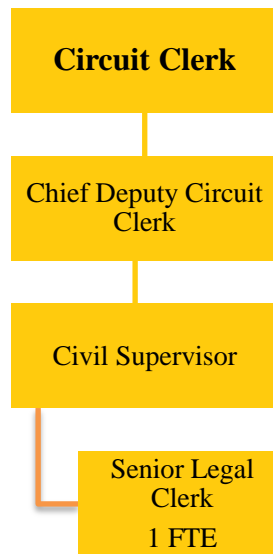 Circuit Clerk
Chief Deputy Circuit
Clerk
Civil Supervisor
Senior Legal
Clerk
1 FTE